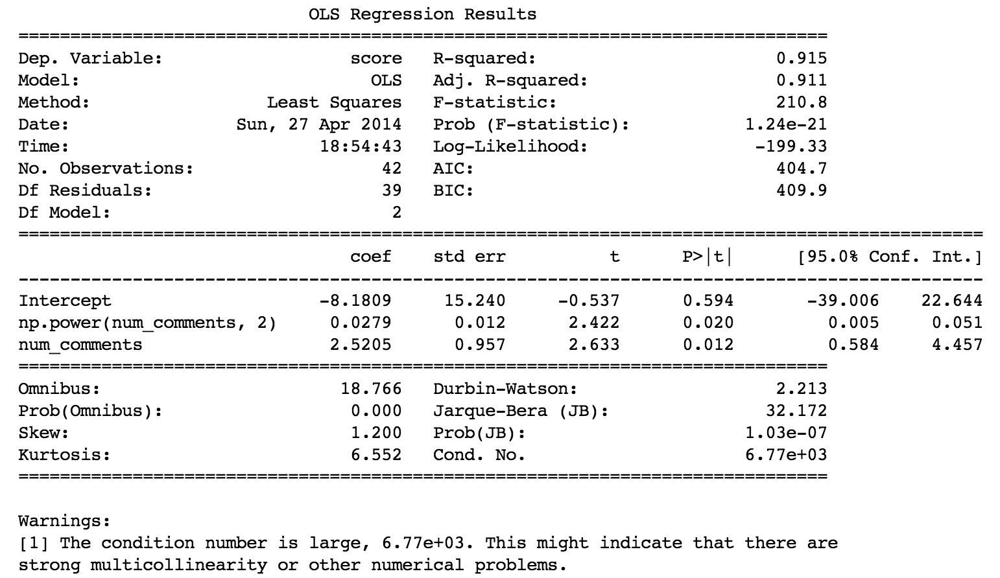 OLS Regression Results
==============================================================================
Dep. Variable: score R-squared: 0.915
Model: OLS Adj. R-squared: 0.911
Method: Least Squares F-statistic: 210.8
Date: Sun, 27 Apr 2014 Prob (F-statistic): 1.24e-21
Time: 18:54:43 Log-Likelihood: -199.33
No. Observations: 42 AIC: 404.7
Df Residuals: 39 BIC: 409.9
Df Model: 2
=============================================================================================
coef std err t P>|t| [95.0% Conf. Int.]
---------------------------------------------------------------------------------------------
Intercept -8.1809 15.240 -0.537 0.594 -39.006 22.644
np.power(num_comments, 2) 0.0279 0.012 2.422 0.020 0.005 0.051
num_comments 2.5205 0.957 2.633 0.012 0.584 4.457
==============================================================================
Omnibus: 18.766 Durbin-Watson: 2.213
Prob(Omnibus): 0.000 Jarque-Bera (JB): 32.172
Skew: 1.200 Prob(JB): 1.03e-07
Kurtosis: 6.552 Cond. No. 6.77e+03
==============================================================================
Warnings:
[1] The condition number is large, 6.77e+03. This might indicate that there are
strong multicollinearity or other numerical problems.